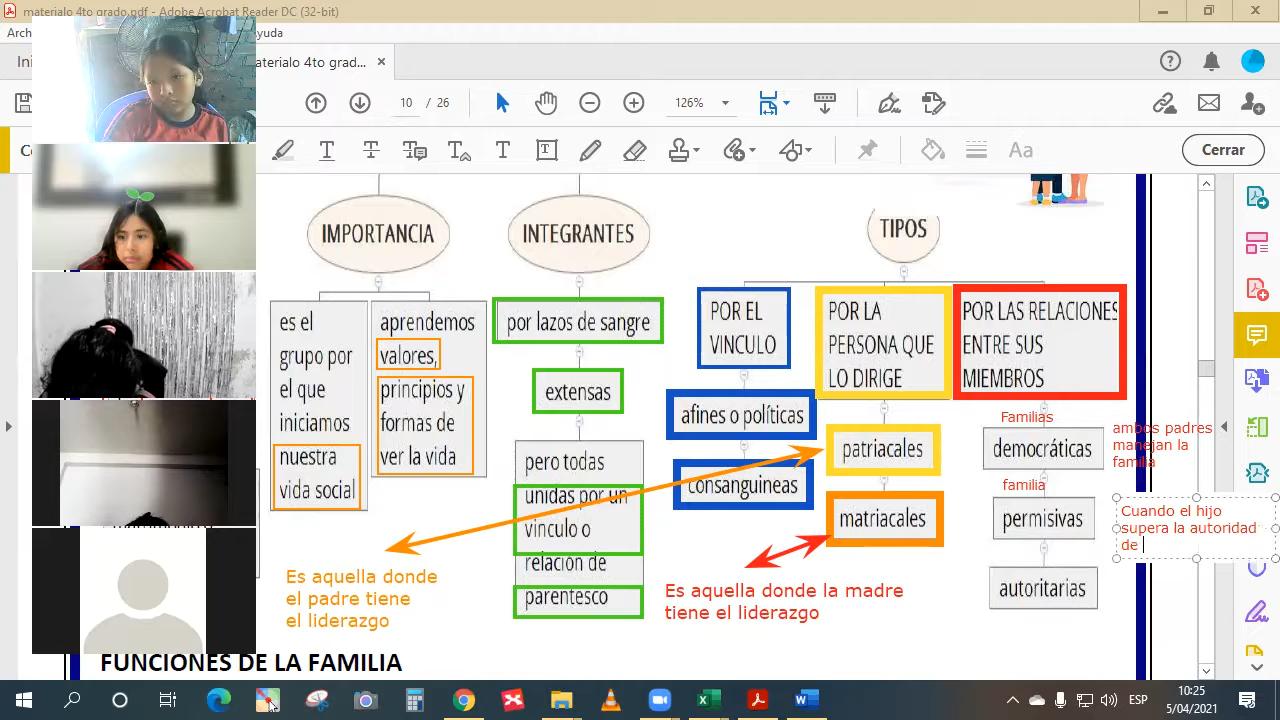 materialo 4to grado.pdf - Adobe Acrobat Reader DC (32-bit)
Arch
yuda
Ini
aterialo 4to grad...
10 / 26
126%
Cerrar
Aa
IMPORTANCIA
INTEGRANTES
TIPOS
es el
grupo por
el que
iniciamos
nuestra
vida social
aprendemos
valores,
principios y
formas de
ver la vida
por lazos de sangre
extensas
pero todas
unidas por un
vinculo o
relación de
parentesco
POR EL
VINCULO
afines o políticas
consanguineas
POR LA
PERSONA QUE
LO DIRIGE
patriacales
matriacales
POR LAS RELACIONES
ENTRE SUS
MIEMBROS
Familias
democráticas
familia
permisivas
autoritarias
ambos padres
manejan la
familia
Cuando el hijo
supera la autoridad
de
Es aquella donde
el padre tiene
el liderazgo
Es aquella donde la madre
tiene el liderazgo
FUNCIONES DE LA FAMILIA
ESP
10:25
5/04/2021